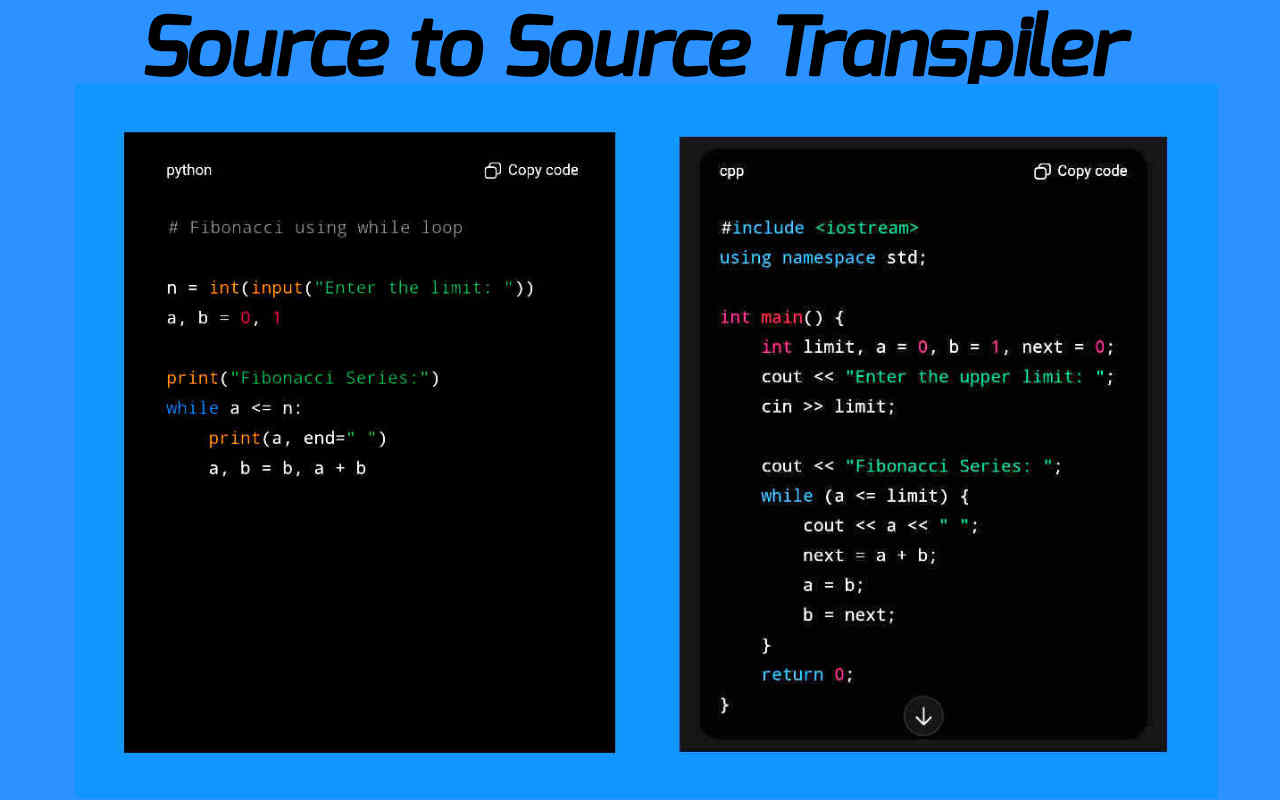 Source to Source Transpiler
python
Copy code
# Fibonacci using while loop
n = int(input("Enter the limit: "))
a, b = 0, 1
print("Fibonacci Series:")
while a <= n:
    print(a, end=" ")
    a, b = b, a + b
cpp
Copy code
#include <iostream>
using namespace std;
int main() {
    int limit, a = 0, b = 1, next = 0;
    cout << "Enter the upper limit: ";
    cin >> limit;
    cout << "Fibonacci Series: ";
    while (a <= limit) {
        cout << a << " ";
        next = a + b;
        a = b;
        b = next;
    }
    return 0;
}